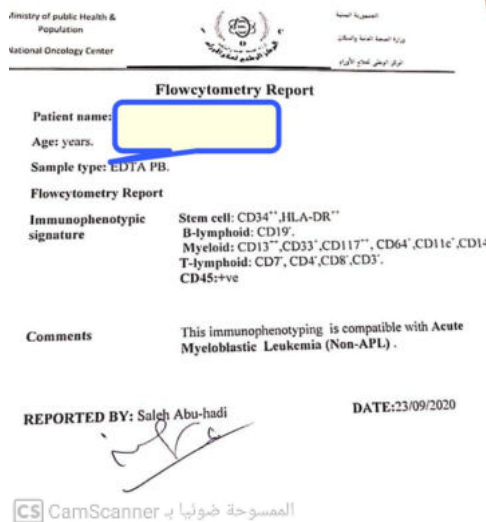 Ministry of public Health &
Population
National Oncology Center
الجمهورية اليمنية
وزارة الصحة العامة والسكان
المركز الوطني لعلاج الأورام
Flowcytometry Report
Patient name:
Age: years.
Sample type: EDTA PB.
Flowcytometry Report
Immunophenotypic signature
Stem cell: CD34⁺⁺,HLA-DR⁺⁺
B-lymphoid: CD19⁻.
Myeloid: CD13⁺⁺,CD33⁺,CD117⁺⁺, CD64⁻,CD11c⁻,CD14
T-lymphoid: CD7⁻, CD4⁻,CD8⁻,CD3⁻.
CD45:+ve
Comments
This immunophenotyping is compatible with Acute
Myeloblastic Leukemia (Non-APL) .
REPORTED BY: Saleh Abu-hadi
DATE:23/09/2020
CS CamScanner الممسوحة ضوئيا بـ